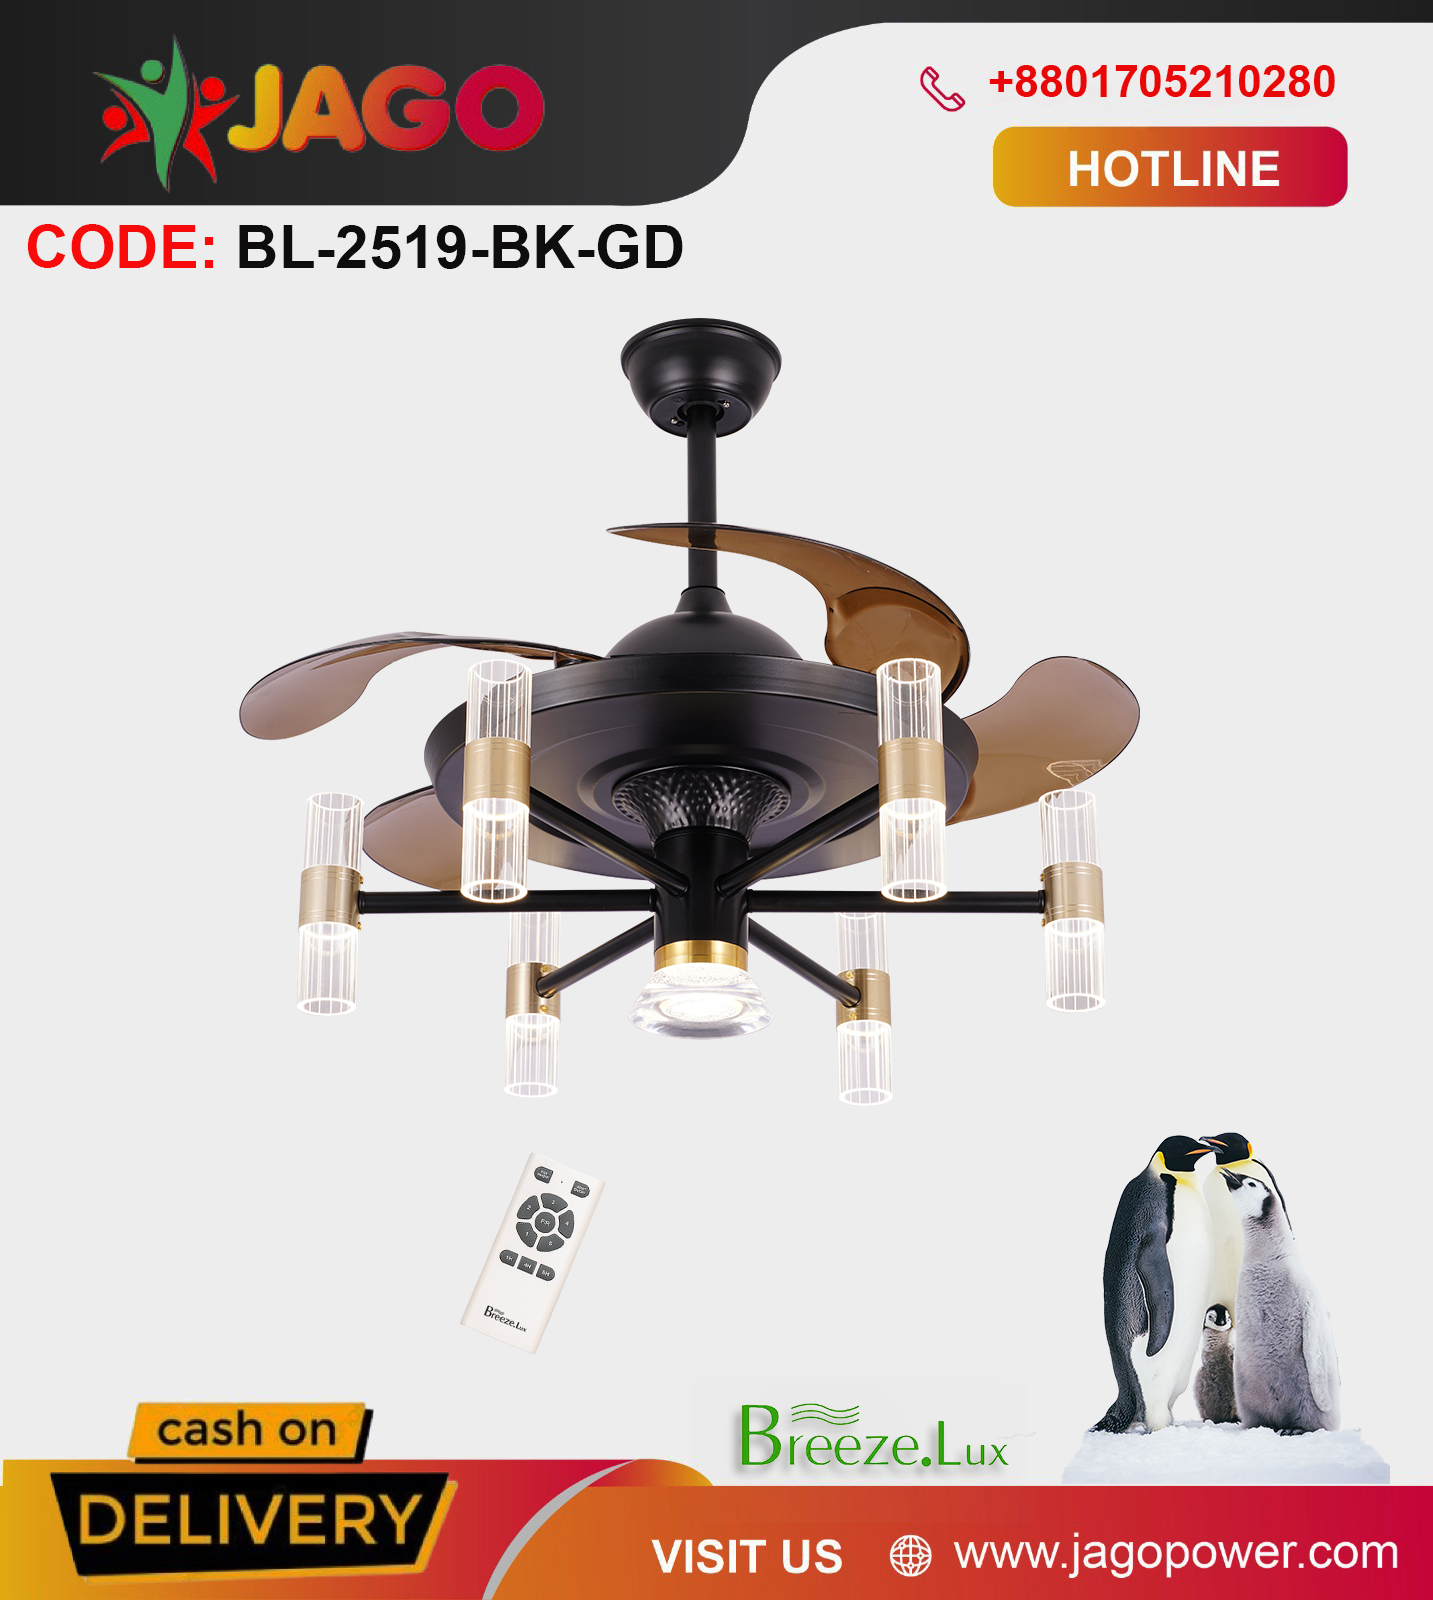 JAGO
+8801705210280
HOTLINE
CODE: BL-2519-BK-GD
F/R
Breeze.Lux
cash on
DELIVERY
Breeze.Lux
VISIT US
www.jagopower.com